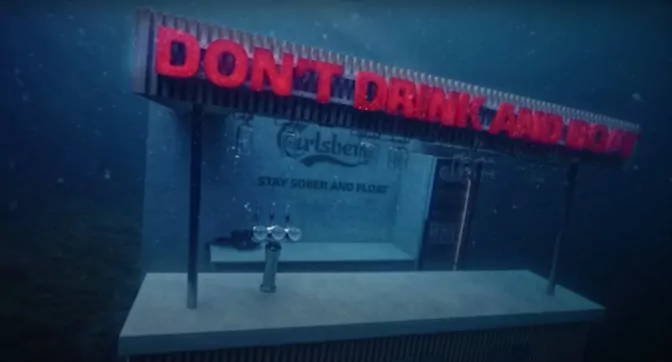 DON'T DRINK AND BOAT
Carlsberg
STAY SOBER AND FLOAT